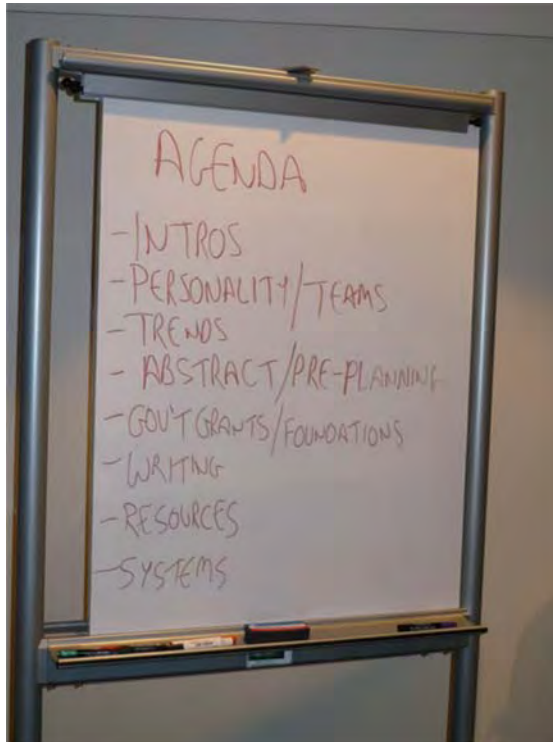 AGENDA
- INTROS
- PERSONALITY/TEAMS
- TRENDS
- ABSTRACT/PRE-PLANNING
- GOV'T GRANTS/FOUNDATIONS
- WRITING
- RESOURCES
- SYSTEMS